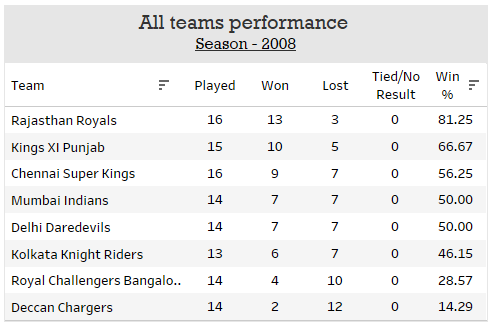 All teams performance
Season - 2008
Team Played Won Lost Tied/No Result Win %
Rajasthan Royals 16 13 3 0 81.25
Kings XI Punjab 15 10 5 0 66.67
Chennai Super Kings 16 9 7 0 56.25
Mumbai Indians 14 7 7 0 50.00
Delhi Daredevils 14 7 7 0 50.00
Kolkata Knight Riders 13 6 7 0 46.15
Royal Challengers Bangalo.. 14 4 10 0 28.57
Deccan Chargers 14 2 12 0 14.29